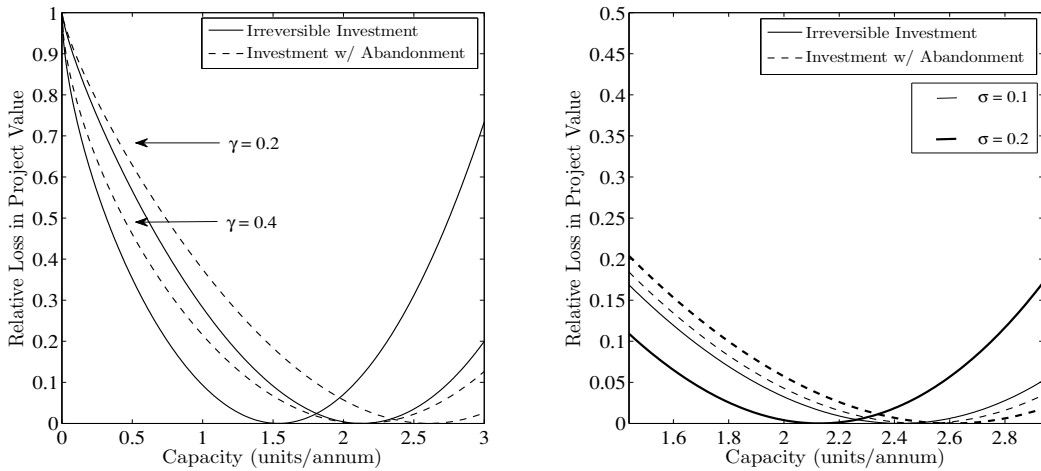 Irreversible Investment
Investment w/ Abandonment
γ = 0.2
γ = 0.4
1
0.9
0.8
0.7
0.6
0.5
0.4
0.3
0.2
0.1
0
0 0.5 1 1.5 2 2.5 3
Relative Loss in Project Value
Capacity (units/annum)
Irreversible Investment
Investment w/ Abandonment
σ = 0.1
σ = 0.2
0.5
0.45
0.4
0.35
0.3
0.25
0.2
0.15
0.1
0.05
0
1.6 1.8 2 2.2 2.4 2.6 2.8
Relative Loss in Project Value
Capacity (units/annum)